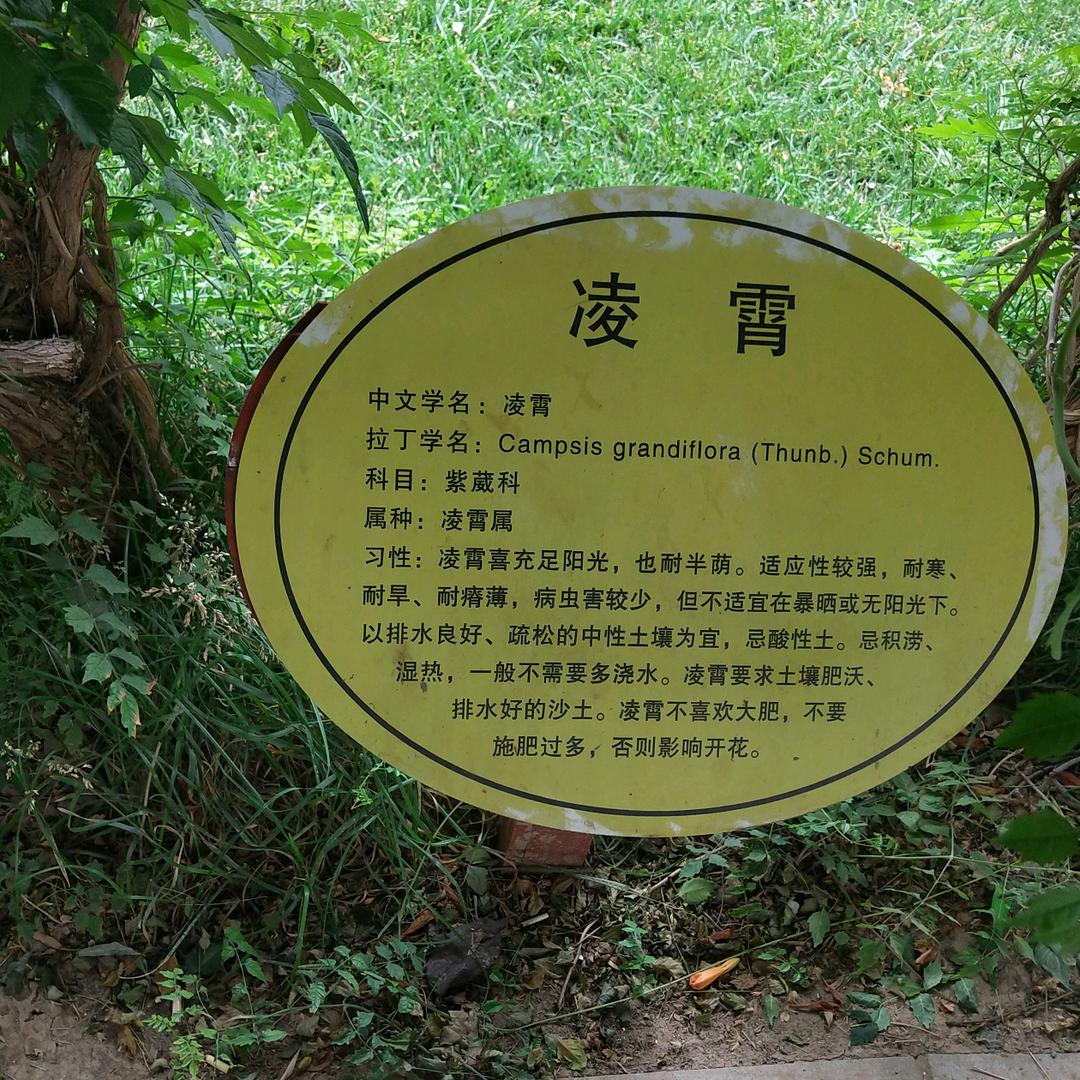 凌霄
中文学名：凌霄
拉丁学名：Campsis grandiflora (Thunb.) Schum.
科目：紫葳科
属种：凌霄属
习性：凌霄喜充足阳光，也耐半荫。适应性较强，耐寒、
耐旱、耐瘠薄，病虫害较少，但不适宜在暴晒或无阳光下。
以排水良好、疏松的中性土壤为宜，忌酸性土。忌积涝、
湿热，一般不需要多浇水。凌霄要求土壤肥沃、
排水好的沙土。凌霄不喜欢大肥，不要
施肥过多，否则影响开花。